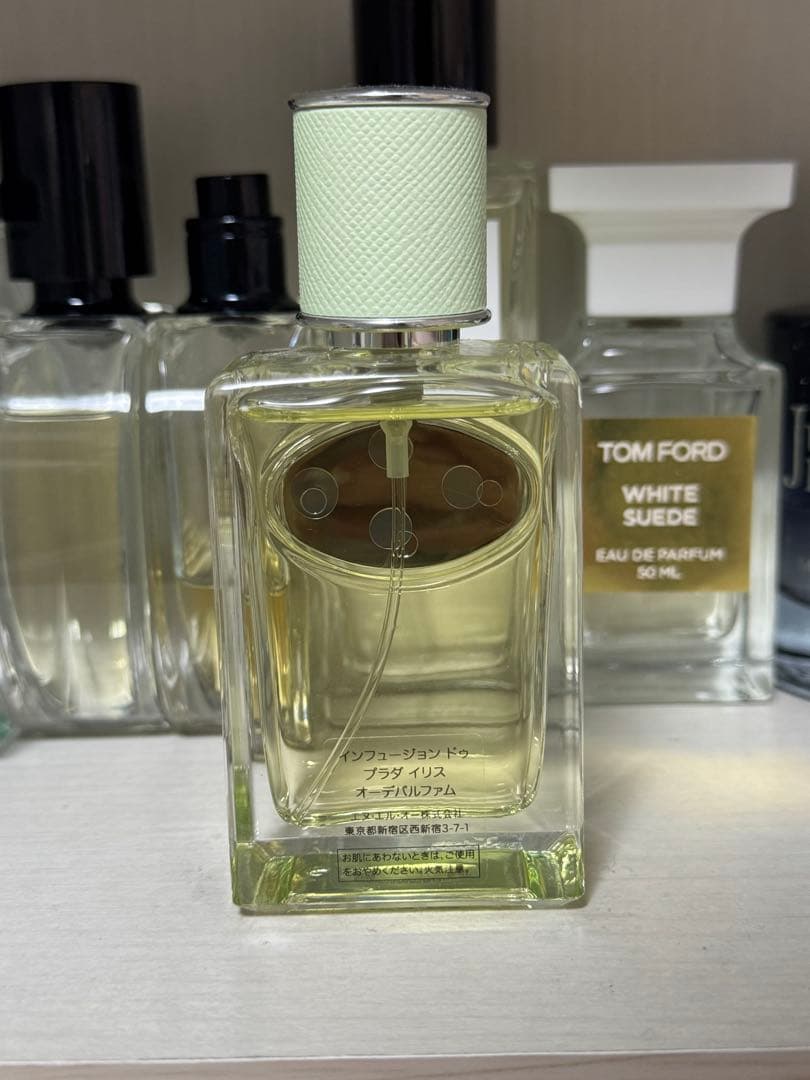 TOM FORD
WHITE
SUEDE
EAU DE PARFUM
50 ML
インフュージョン ドゥ
プラダ イリス
オーデパルファム
エヌ・エル・オー株式会社
東京都新宿区西新宿3-7-1
お肌にあわないときは、ご使用
をおやめください。火気注意。